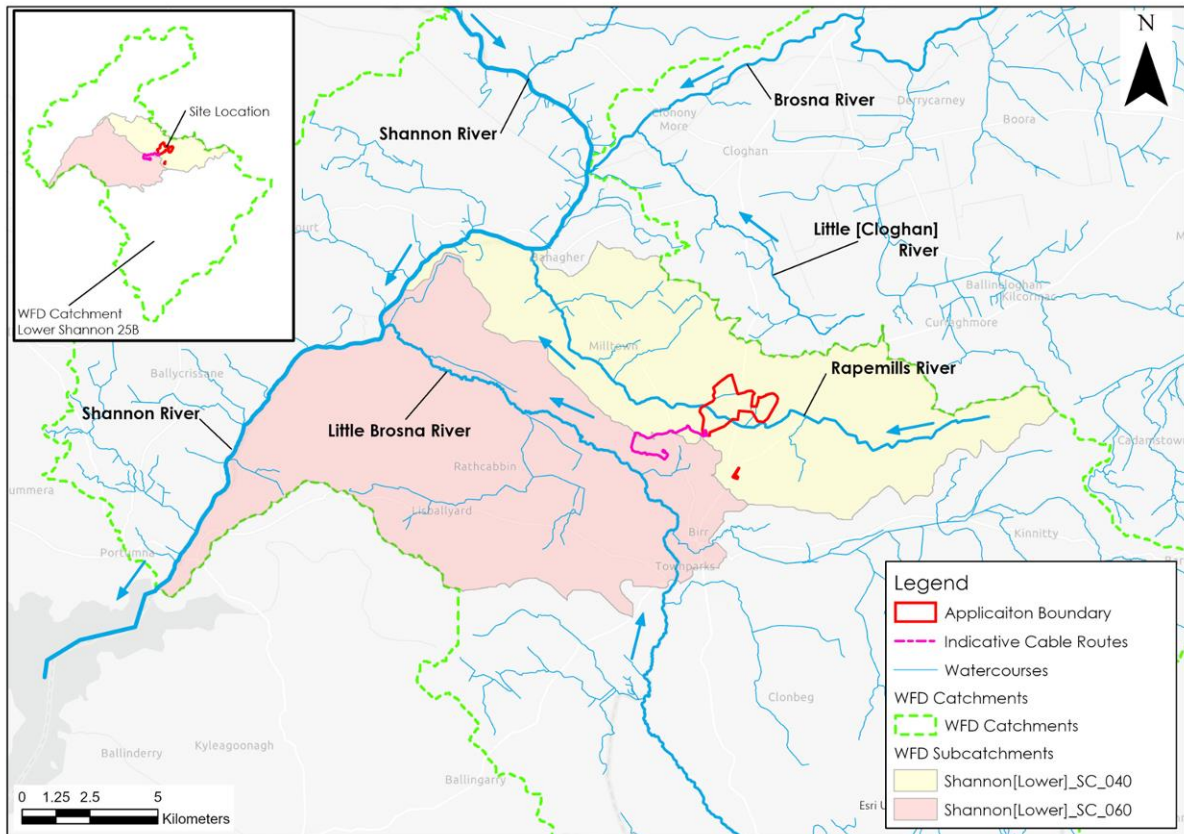 Site Location
WFD Catchment
Lower Shannon 25B
N
Brosna River
Derrycarney
Boora
Clonony
More
Shannon River
Cloghan
Little [Cloghan]
River
Banagher
Ballincloghan
Kilcormac
Curraghmore
Milltown
Ballycrissane
Rapemills River
Shannon River
Little Brosna River
Cadamstown
Rathcabbin
Lisballyard
Birr
Kinnitty
Portumna
Townparks
Clonbeg
Ballinderry
Kyleagoonagh
Ballingarry
Legend
Applicaiton Boundary
Indicative Cable Routes
Watercourses
WFD Catchments
WFD Catchments
WFD Subcatchments
Shannon[Lower]_SC_040
Shannon[Lower]_SC_060
0 1.25 2.5 5
Kilometers
Esri U